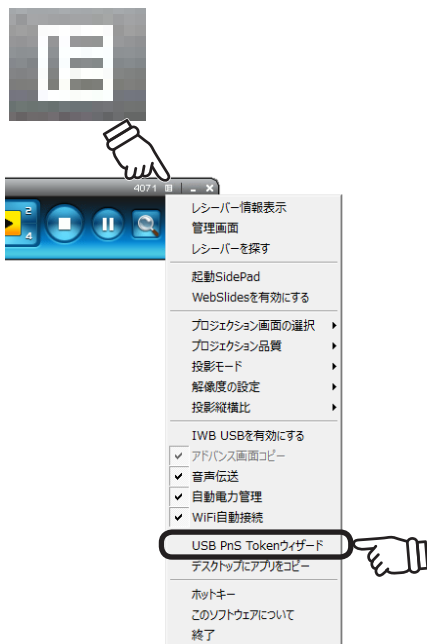 4071
2
4
レシーバー情報表示
管理画面
レシーバーを探す
起動SidePad
WebSlidesを有効にする
プロジェクション画面の選択
プロジェクション品質
投影モード
解像度の設定
投影縦横比
IWB USBを有効にする
アドバンス画面コピー
音声伝送
自動電力管理
WiFi自動接続
USB PnS Tokenウィザード
デスクトップにアプリをコピー
ホットキー
このソフトウェアについて
終了